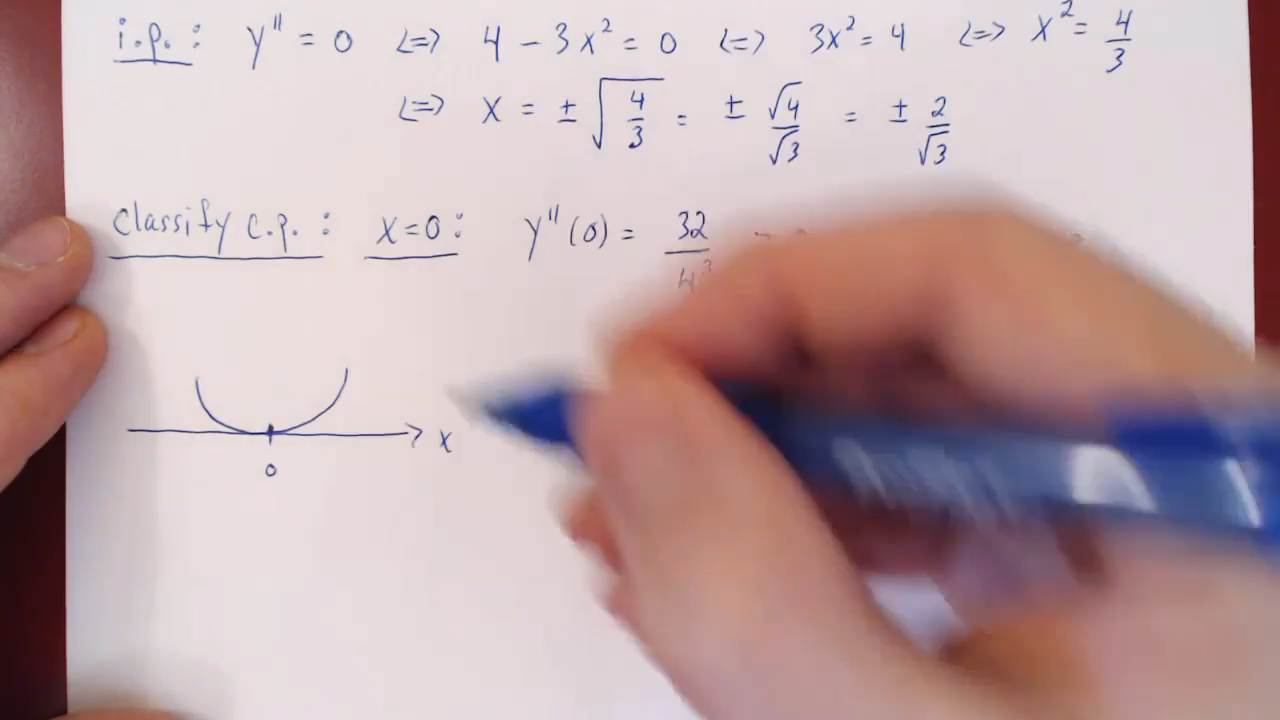 i.p.: y'' = 0 <=> 4 - 3x² = 0 <=> 3x² = 4 <=> x² = 4/3
<=> x = ± √(4/3) = ± √4/√3 = ± 2/√3
Classify c.p.: x=0: y''(0) = 32/4³
x
0